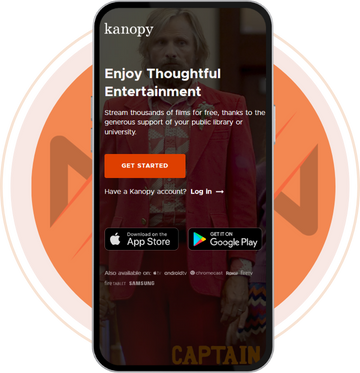 kanopy
Enjoy Thoughtful
Entertainment
Stream thousands of films for free, thanks to the
generous support of your public library or
university.
GET STARTED
Have a Kanopy account? Log in →
Download on the
App Store
GET IT ON
Google Play
Also available on: tv androidtv chromecast Roku firetv
fire TABLET SAMSUNG
CAPTAIN